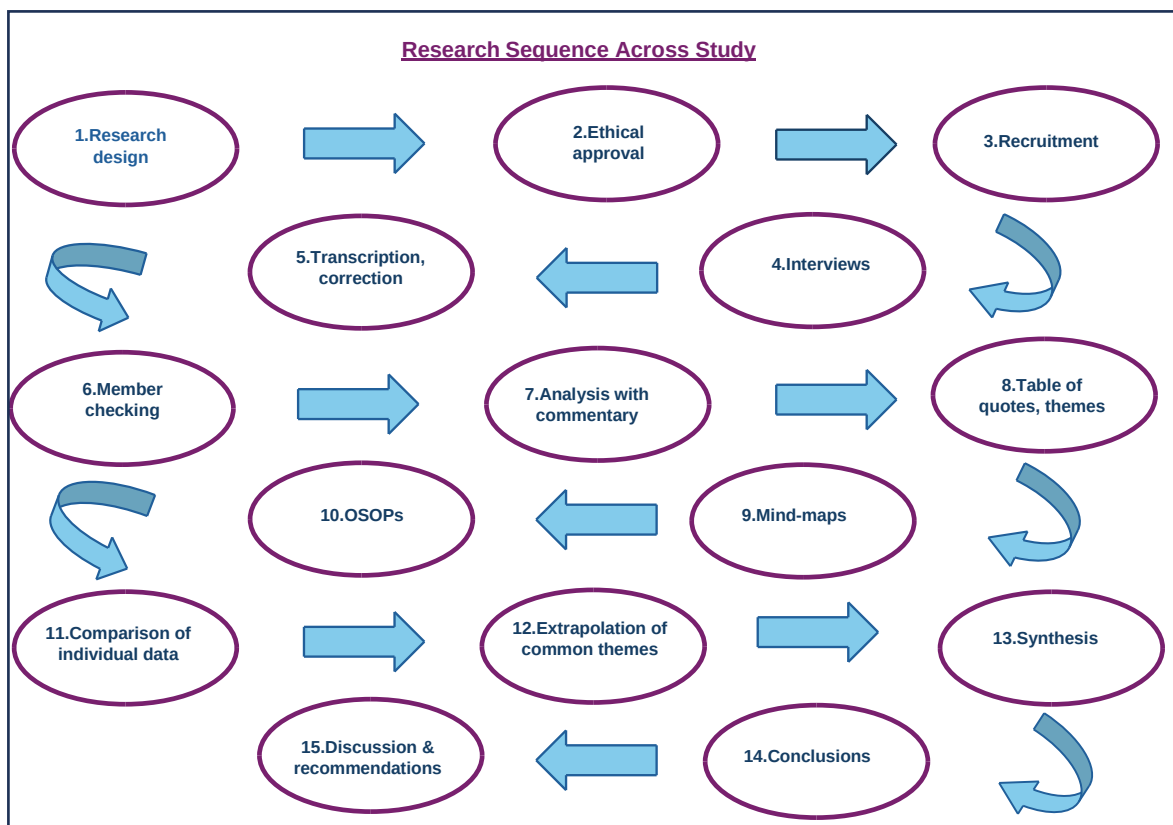 Research Sequence Across Study
1.Research
design
2.Ethical
approval
3.Recruitment
4.Interviews
5.Transcription,
correction
6.Member
checking
7.Analysis with
commentary
8.Table of
quotes, themes
9.Mind-maps
10.OSOPs
11.Comparison of
individual data
12.Extrapolation of
common themes
13.Synthesis
14.Conclusions
15.Discussion &
recommendations